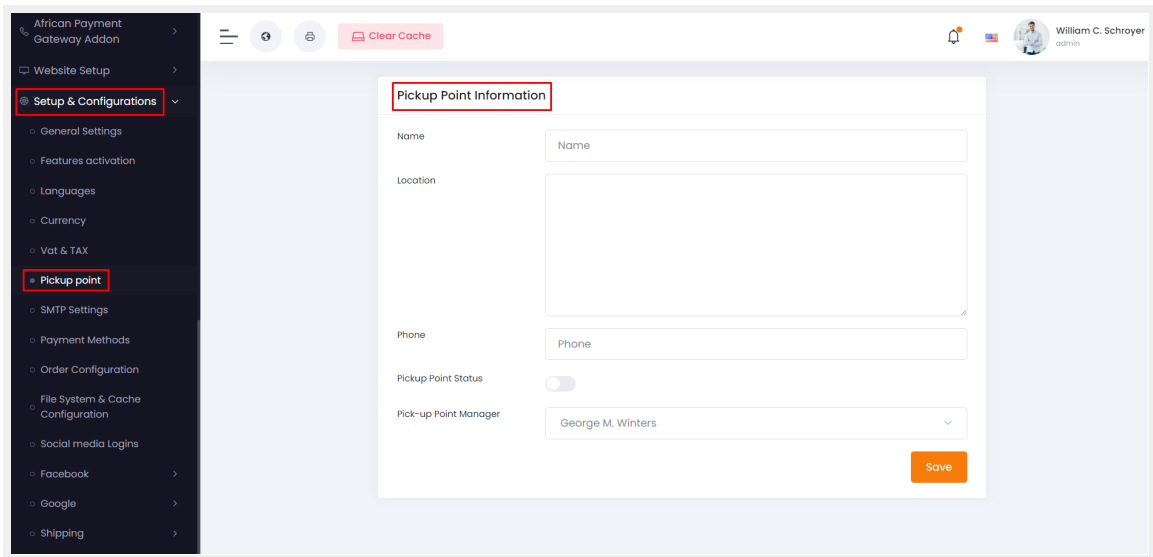 African Payment
Gateway Addon
Website Setup
Setup & Configurations
General Settings
Features activation
Languages
Currency
Vat & TAX
Pickup point
SMTP Settings
Payment Methods
Order Configuration
File System & Cache
Configuration
Social media Logins
Facebook
Google
Shipping
Clear Cache
William C. Schroyer
admin
Pickup Point Information
Name
Name
Location
Phone
Phone
Pickup Point Status
Pick-up Point Manager
George M. Winters
Save